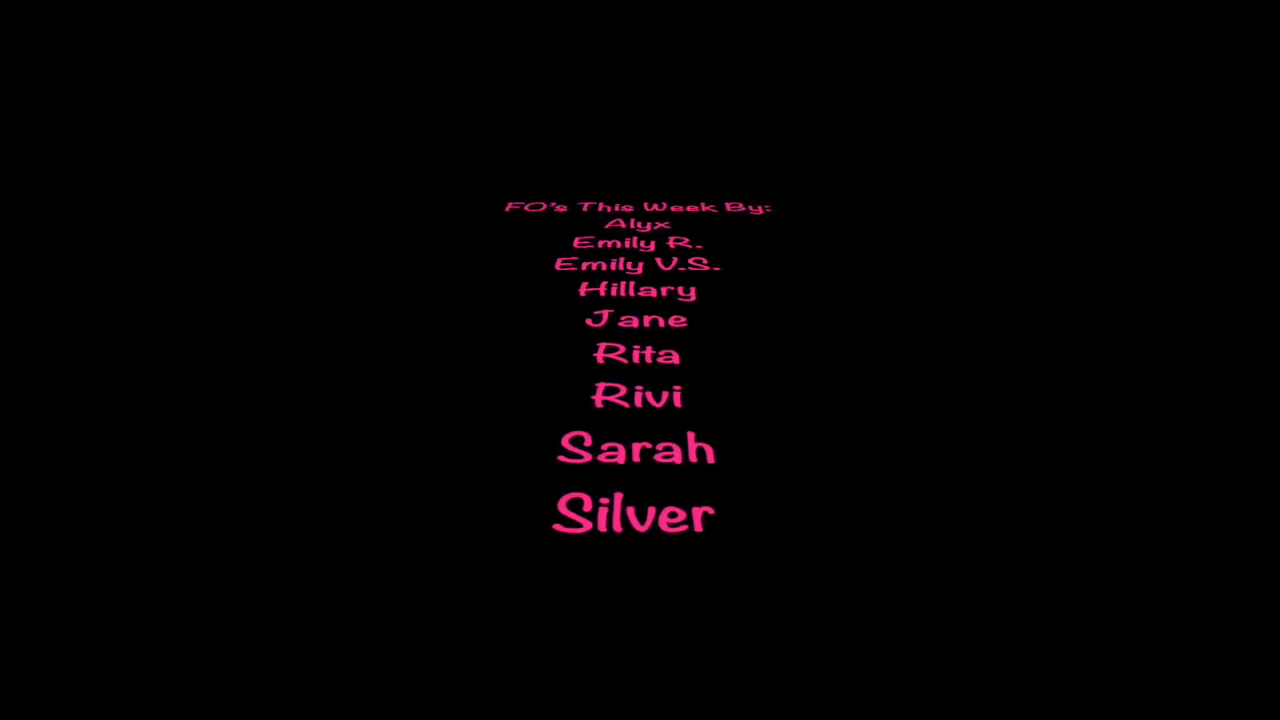 FO's This Week By:
Alyx
Emily R.
Emily V.S.
Hillary
Jane
Rita
Rivi
Sarah
Silver